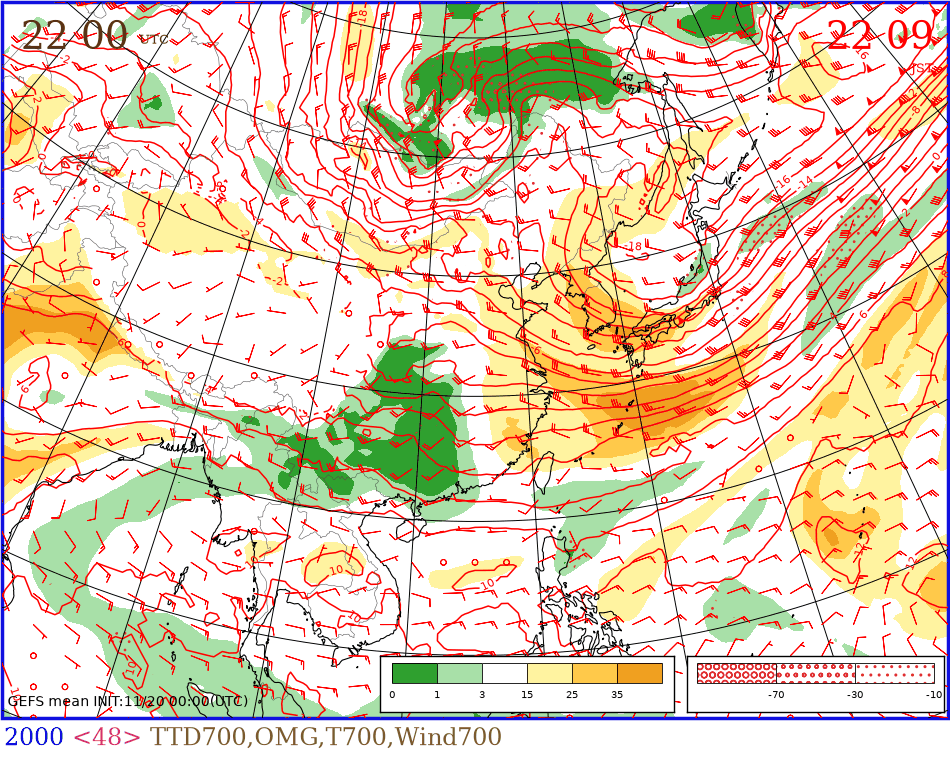 22 00 UTC
22 09 JST
GEFS mean INIT:11/20 00:00(UTC)
0 1 3 15 25 35
-70 -30 -10
2000 <48> TTD700,OMG,T700,Wind700